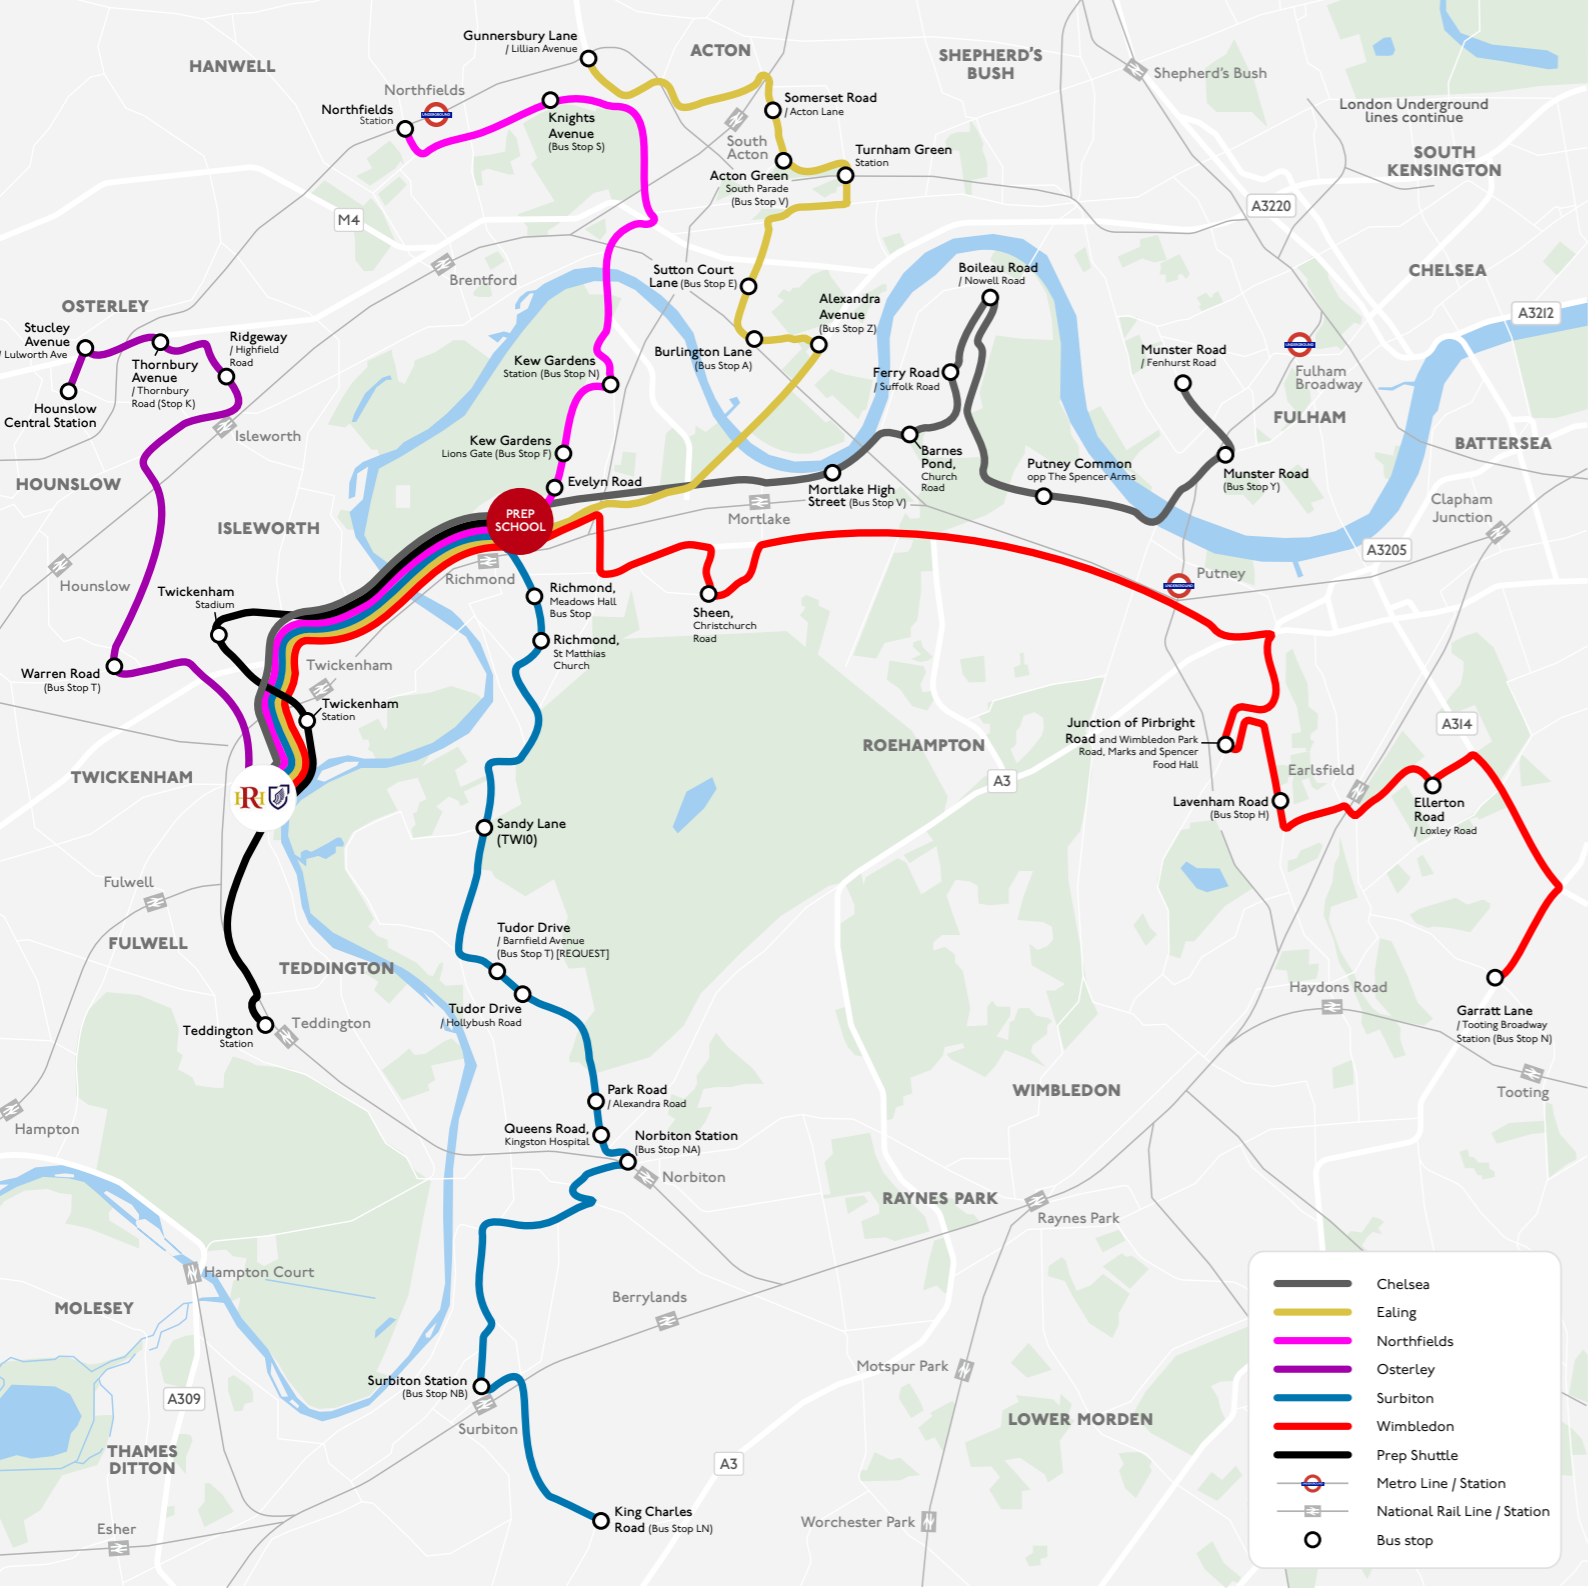 Gunnersbury Lane
/ Lillian Avenue
ACTON
HANWELL
SHEPHERD'S
BUSH
Shepherd's Bush
Northfields
Northfields
Station
UNDERGROUND
Knights
Avenue
(Bus Stop S)
Somerset Road
/ Acton Lane
South
Acton
London Underground
lines continue
SOUTH
KENSINGTON
Turnham Green
Station
Acton Green
South Parade
(Bus Stop V)
M4
A3220
Brentford
Sutton Court
Lane (Bus Stop E)
Boileau Road
/ Nowell Road
CHELSEA
OSTERLEY
A3212
Stucley
Avenue
/ Lulworth Ave
Thornbury
Avenue
/ Thornbury
Road (Stop K)
Ridgeway
/ Highfield
Road
Alexandra
Avenue
(Bus Stop Z)
Burlington Lane
(Bus Stop A)
Kew Gardens
Station (Bus Stop N)
Ferry Road
/ Suffolk Road
Munster Road
/ Fenhurst Road
UNDERGROUND
Fulham
Broadway
FULHAM
Hounslow
Central Station
Isleworth
Kew Gardens
Lions Gate (Bus Stop F)
Barnes
Pond,
Church
Road
BATTERSEA
HOUNSLOW
Evelyn Road
Putney Common
opp The Spencer Arms
Munster Road
(Bus Stop Y)
Mortlake High
Street (Bus Stop V)
Mortlake
Clapham
Junction
ISLEWORTH
PREP
SCHOOL
A3205
Richmond
Hounslow
UNDERGROUND
Putney
Twickenham
Stadium
Richmond,
Meadows Hall
Bus Stop
Sheen,
Christchurch
Road
Richmond,
St Matthias
Church
Warren Road
(Bus Stop T)
Twickenham
Twickenham
Station
Junction of Pirbright
Road and Wimbledon Park
Road, Marks and Spencer
Food Hall
ROEHAMPTON
A314
TWICKENHAM
HRH
A3
Earlsfield
Lavenham Road
(Bus Stop H)
Ellerton
Road
/ Loxley Road
Sandy Lane
(TW10)
Fulwell
FULWELL
Tudor Drive
/ Barnfield Avenue
(Bus Stop T) [REQUEST]
TEDDINGTON
Haydons Road
Tudor Drive
/ Hollybush Road
Teddington
Station
Teddington
Garratt Lane
/ Tooting Broadway
Station (Bus Stop N)
Tooting
Park Road
/ Alexandra Road
WIMBLEDON
Hampton
Queens Road,
Kingston Hospital
Norbiton Station
(Bus Stop NA)
Norbiton
RAYNES PARK
Raynes Park
Hampton Court
MOLESEY
Berrylands
Motspur Park
Surbiton Station
(Bus Stop NB)
Surbiton
A309
LOWER MORDEN
THAMES
DITTON
A3
King Charles
Road (Bus Stop LN)
Worchester Park
Esher
Chelsea
Ealing
Northfields
Osterley
Surbiton
Wimbledon
Prep Shuttle
UNDERGROUND
Metro Line / Station
National Rail Line / Station
Bus stop